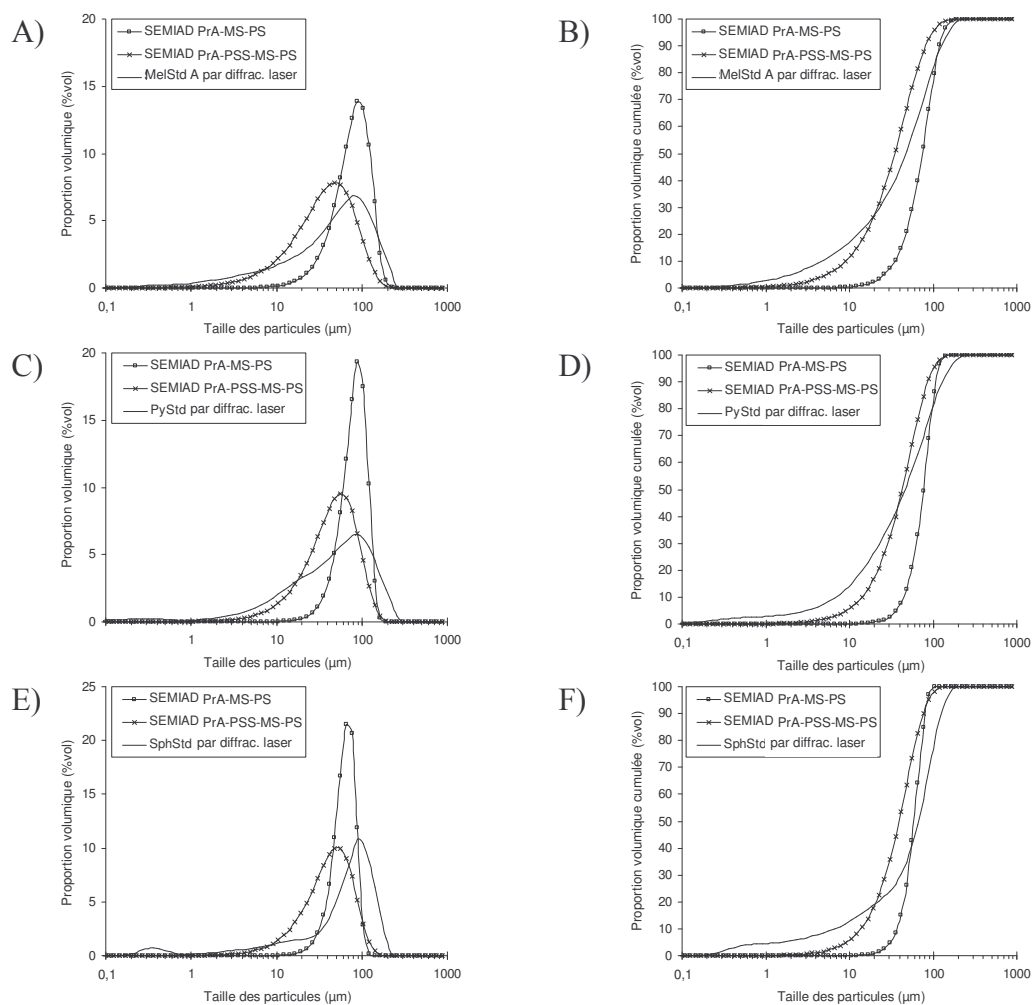 A)
Proportion volumique (%vol)
20
15
10
5
0
SEMIAD PrA-MS-PS
SEMIAD PrA-PSS-MS-PS
MelStd A par diffrac. laser
0,1 1 10 100 1000
Taille des particules (µm)
B)
Proportion volumique cumulée (%vol)
100
90
80
70
60
50
40
30
20
10
0
SEMIAD PrA-MS-PS
SEMIAD PrA-PSS-MS-PS
MelStd A par diffrac. laser
0,1 1 10 100 1000
Taille des particules (µm)
C)
Proportion volumique (%vol)
20
15
10
5
0
SEMIAD PrA-MS-PS
SEMIAD PrA-PSS-MS-PS
PyStd par diffrac. laser
0,1 1 10 100 1000
Taille des particules (µm)
D)
Proportion volumique cumulée (%vol)
100
90
80
70
60
50
40
30
20
10
0
SEMIAD PrA-MS-PS
SEMIAD PrA-PSS-MS-PS
PyStd par diffrac. laser
0,1 1 10 100 1000
Taille des particules (µm)
E)
Proportion volumique (%vol)
25
20
15
10
5
0
SEMIAD PrA-MS-PS
SEMIAD PrA-PSS-MS-PS
SphStd par diffrac. laser
0,1 1 10 100 1000
Taille des particules (µm)
F)
Proportion volumique cumulée (%vol)
100
90
80
70
60
50
40
30
20
10
0
SEMIAD PrA-MS-PS
SEMIAD PrA-PSS-MS-PS
SphStd par diffrac. laser
0,1 1 10 100 1000
Taille des particules (µm)